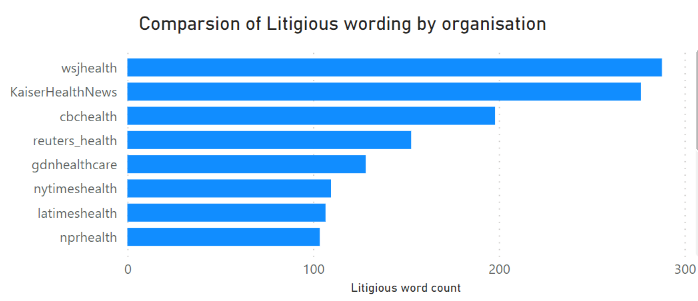 Comparsion of Litigious wording by organisation
wsjhealth
KaiserHealthNews
cbchealth
reuters_health
gdnhealthcare
nytimeshealth
latimeshealth
nprhealth
0 100 200 300
Litigious word count